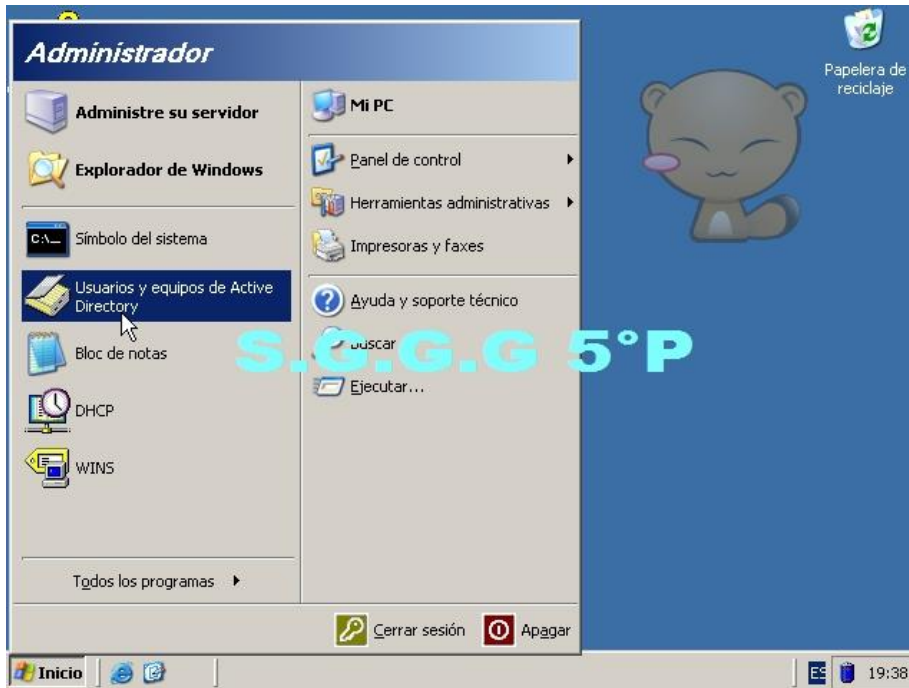 Administrador
Administre su servidor
Explorador de Windows
C:\_
Símbolo del sistema
Usuarios y equipos de Active
Directory
Bloc de notas
DHCP
WINS
Todos los programas
Mi PC
Panel de control
Herramientas administrativas
Impresoras y faxes
Ayuda y soporte técnico
Buscar
Ejecutar...
S.G.G.G 5°P
Cerrar sesión
Apagar
Papelera de
reciclaje
Inicio
ES
19:38